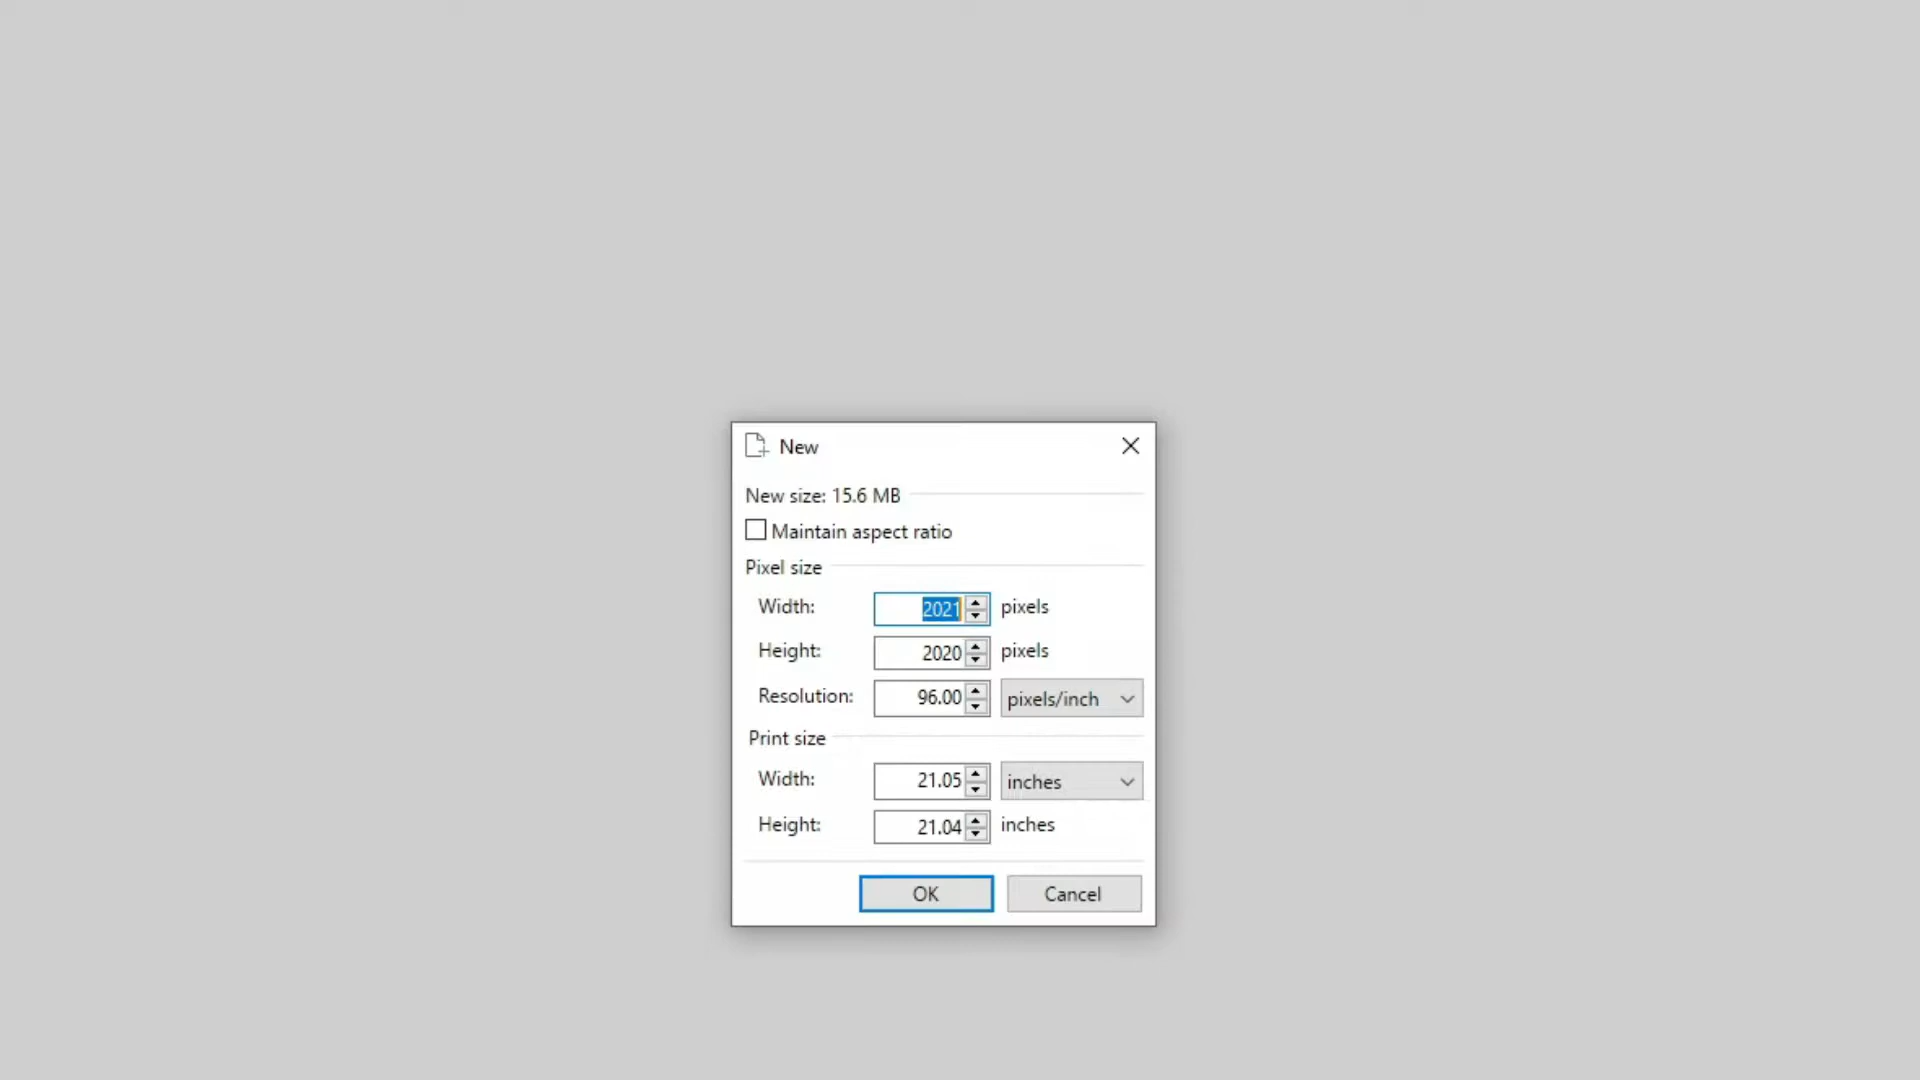 New
New size: 15.6 MB
Maintain aspect ratio
Pixel size
Width: 2021 pixels
Height: 2020 pixels
Resolution: 96.00 pixels/inch
Print size
Width: 21.05 inches
Height: 21.04 inches
OK Cancel